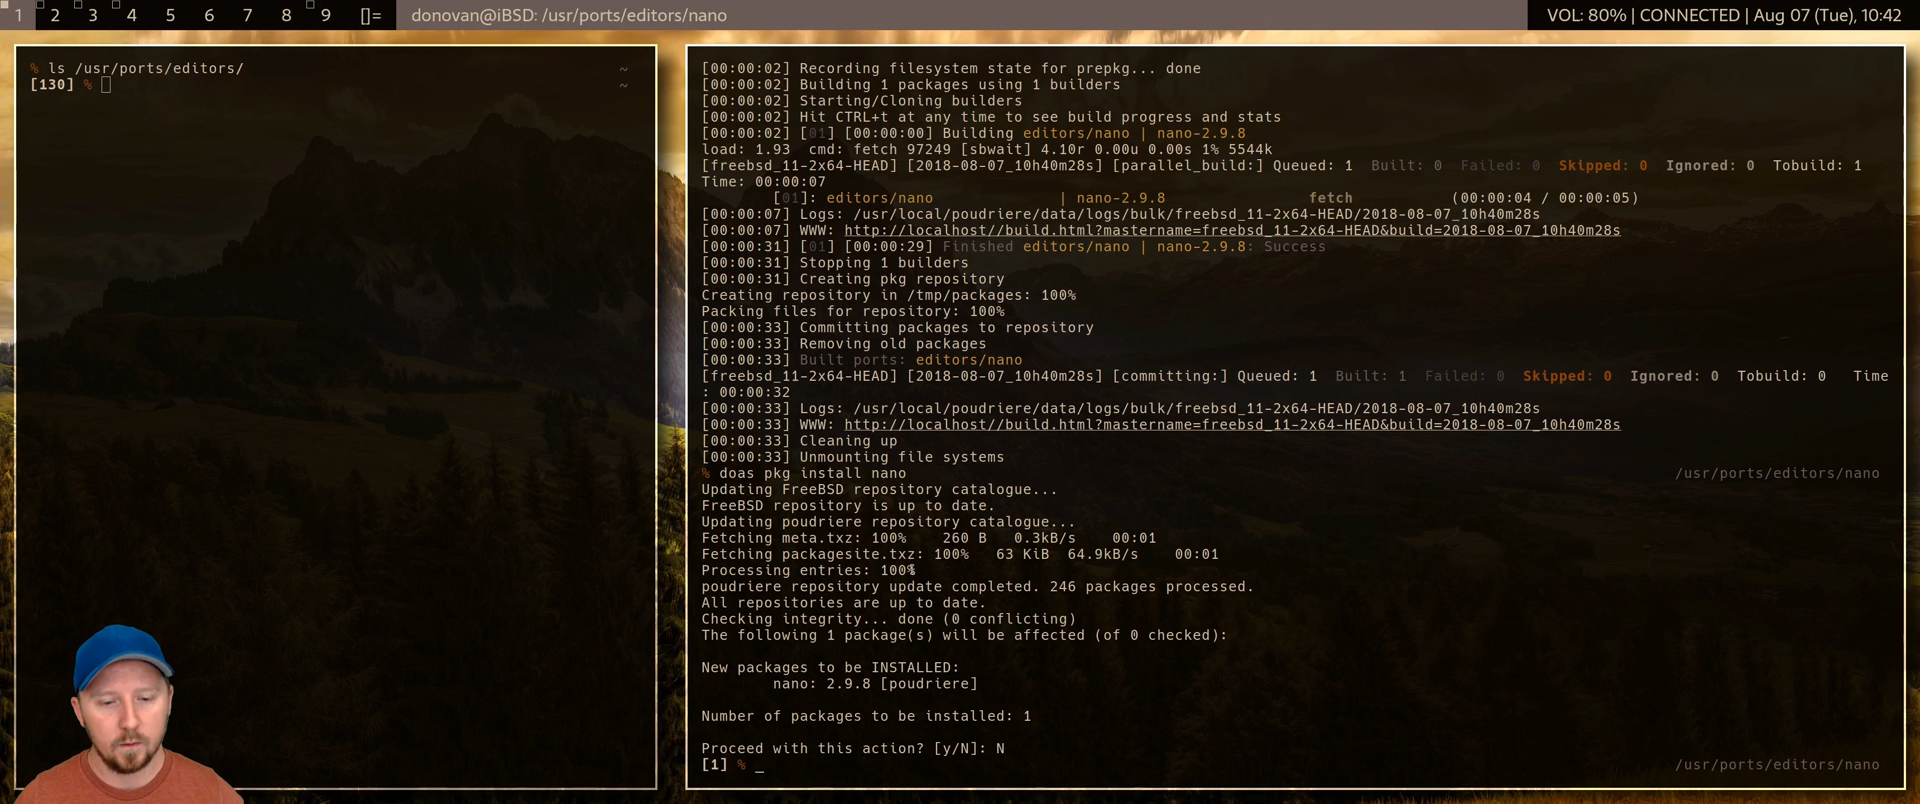 1 2 3 4 5 6 7 8 9 []= donovan@iBSD: /usr/ports/editors/nano VOL: 80% | CONNECTED | Aug 07 (Tue), 10:42
% ls /usr/ports/editors/ ~
[130] % ~
[00:00:02] Recording filesystem state for prepkg... done
[00:00:02] Building 1 packages using 1 builders
[00:00:02] Starting/Cloning builders
[00:00:02] Hit CTRL+t at any time to see build progress and stats
[00:00:02] [01] [00:00:00] Building editors/nano | nano-2.9.8
load: 1.93  cmd: fetch 97249 [sbwait] 4.10r 0.00u 0.00s 1% 5544k
[freebsd_11-2x64-HEAD] [2018-08-07_10h40m28s] [parallel_build:] Queued: 1  Built: 0  Failed: 0  Skipped: 0  Ignored: 0  Tobuild: 1
Time: 00:00:07
[01]: editors/nano | nano-2.9.8 fetch (00:00:04 / 00:00:05)
[00:00:07] Logs: /usr/local/poudriere/data/logs/bulk/freebsd_11-2x64-HEAD/2018-08-07_10h40m28s
[00:00:07] WWW: http://localhost//build.html?mastername=freebsd_11-2x64-HEAD&build=2018-08-07_10h40m28s
[00:00:31] [01] [00:00:29] Finished editors/nano | nano-2.9.8: Success
[00:00:31] Stopping 1 builders
[00:00:31] Creating pkg repository
Creating repository in /tmp/packages: 100%
Packing files for repository: 100%
[00:00:33] Committing packages to repository
[00:00:33] Removing old packages
[00:00:33] Built ports: editors/nano
[freebsd_11-2x64-HEAD] [2018-08-07_10h40m28s] [committing:] Queued: 1  Built: 1  Failed: 0  Skipped: 0  Ignored: 0  Tobuild: 0   Time
: 00:00:32
[00:00:33] Logs: /usr/local/poudriere/data/logs/bulk/freebsd_11-2x64-HEAD/2018-08-07_10h40m28s
[00:00:33] WWW: http://localhost//build.html?mastername=freebsd_11-2x64-HEAD&build=2018-08-07_10h40m28s
[00:00:33] Cleaning up
[00:00:33] Unmounting file systems
% doas pkg install nano /usr/ports/editors/nano
Updating FreeBSD repository catalogue...
FreeBSD repository is up to date.
Updating poudriere repository catalogue...
Fetching meta.txz: 100%    260 B   0.3kB/s    00:01
Fetching packagesite.txz: 100%   63 KiB  64.9kB/s    00:01
Processing entries: 100%
poudriere repository update completed. 246 packages processed.
All repositories are up to date.
Checking integrity... done (0 conflicting)
The following 1 package(s) will be affected (of 0 checked):
New packages to be INSTALLED:
nano: 2.9.8 [poudriere]
Number of packages to be installed: 1
Proceed with this action? [y/N]: N
[1] % _ /usr/ports/editors/nano